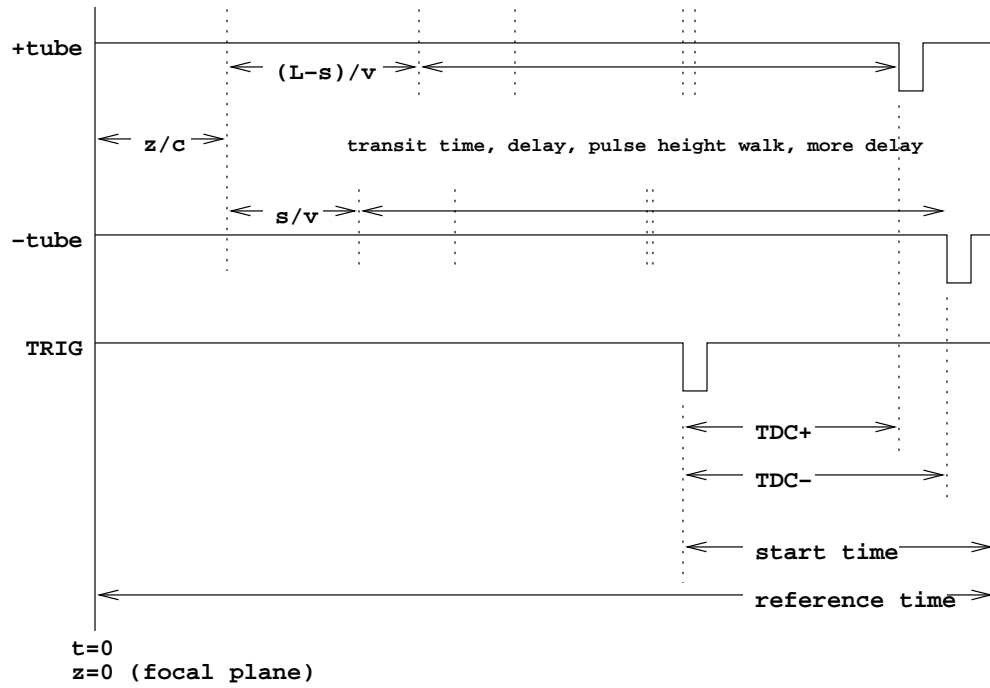 +tube
(L-s)/v
z/c
transit time, delay, pulse height walk, more delay
s/v
-tube
TRIG
TDC+
TDC-
start time
reference time
t=0
z=0 (focal plane)